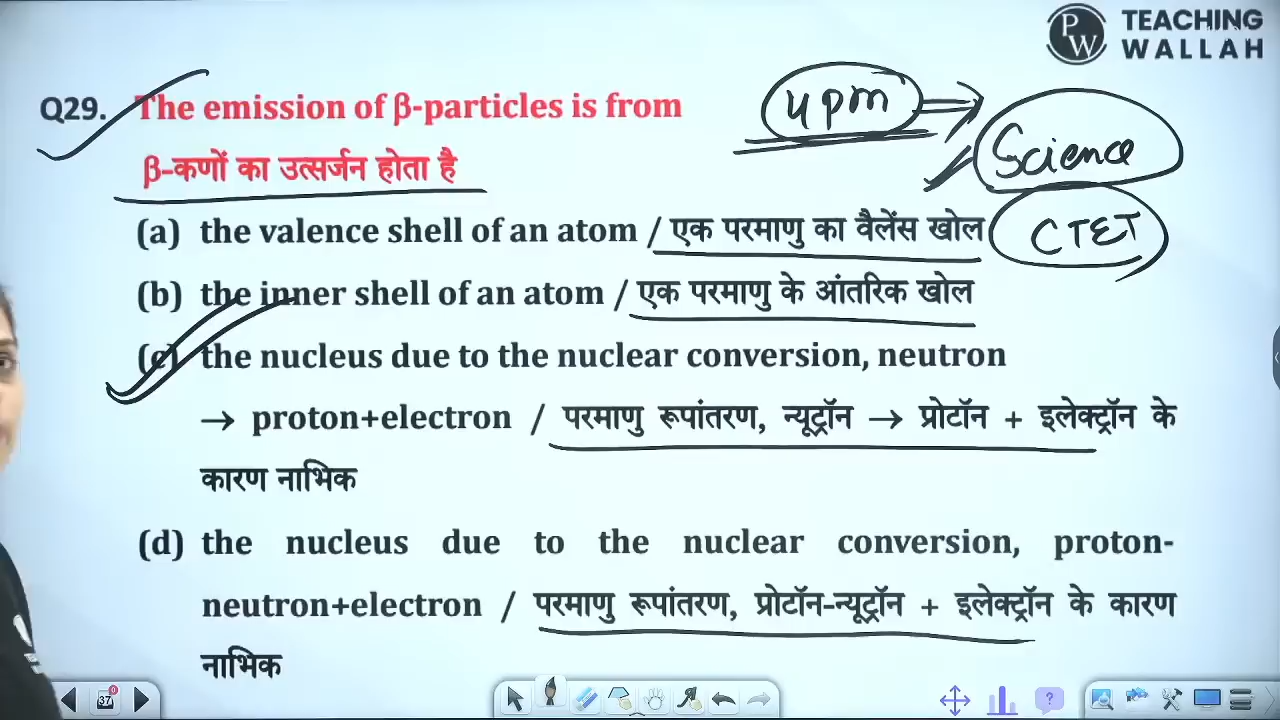 PW TEACHING
WALLAH
Q29. The emission of β-particles is from
β-कणों का उत्सर्जन होता है
4pm
Science
CTET
(a) the valence shell of an atom / एक परमाणु का वैलेंस खोल
(b) the inner shell of an atom / एक परमाणु के आंतरिक खोल
(c) the nucleus due to the nuclear conversion, neutron
→ proton+electron / परमाणु रूपांतरण, न्यूट्रॉन → प्रोटॉन + इलेक्ट्रॉन के
कारण नाभिक
(d) the nucleus due to the nuclear conversion, proton-
neutron+electron / परमाणु रूपांतरण, प्रोटॉन-न्यूट्रॉन + इलेक्ट्रॉन के कारण
नाभिक
37